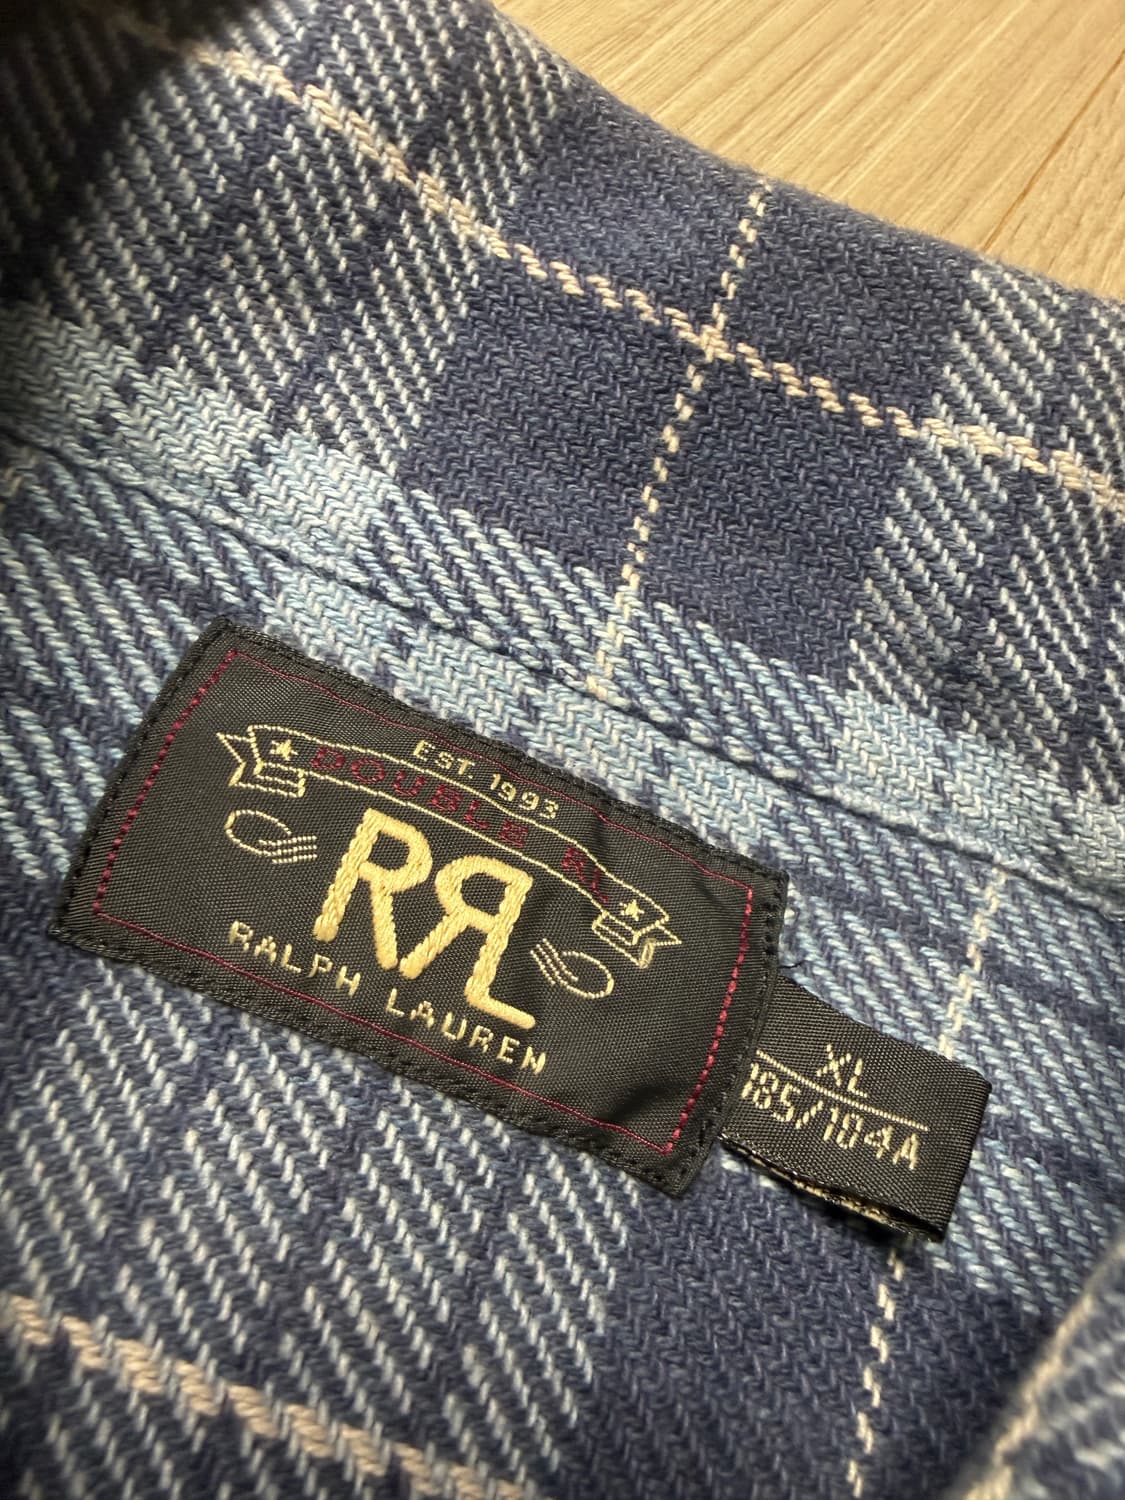 EST. 1993
DOUBLE RL
RRL
RALPH LAUREN
XL
185/104A